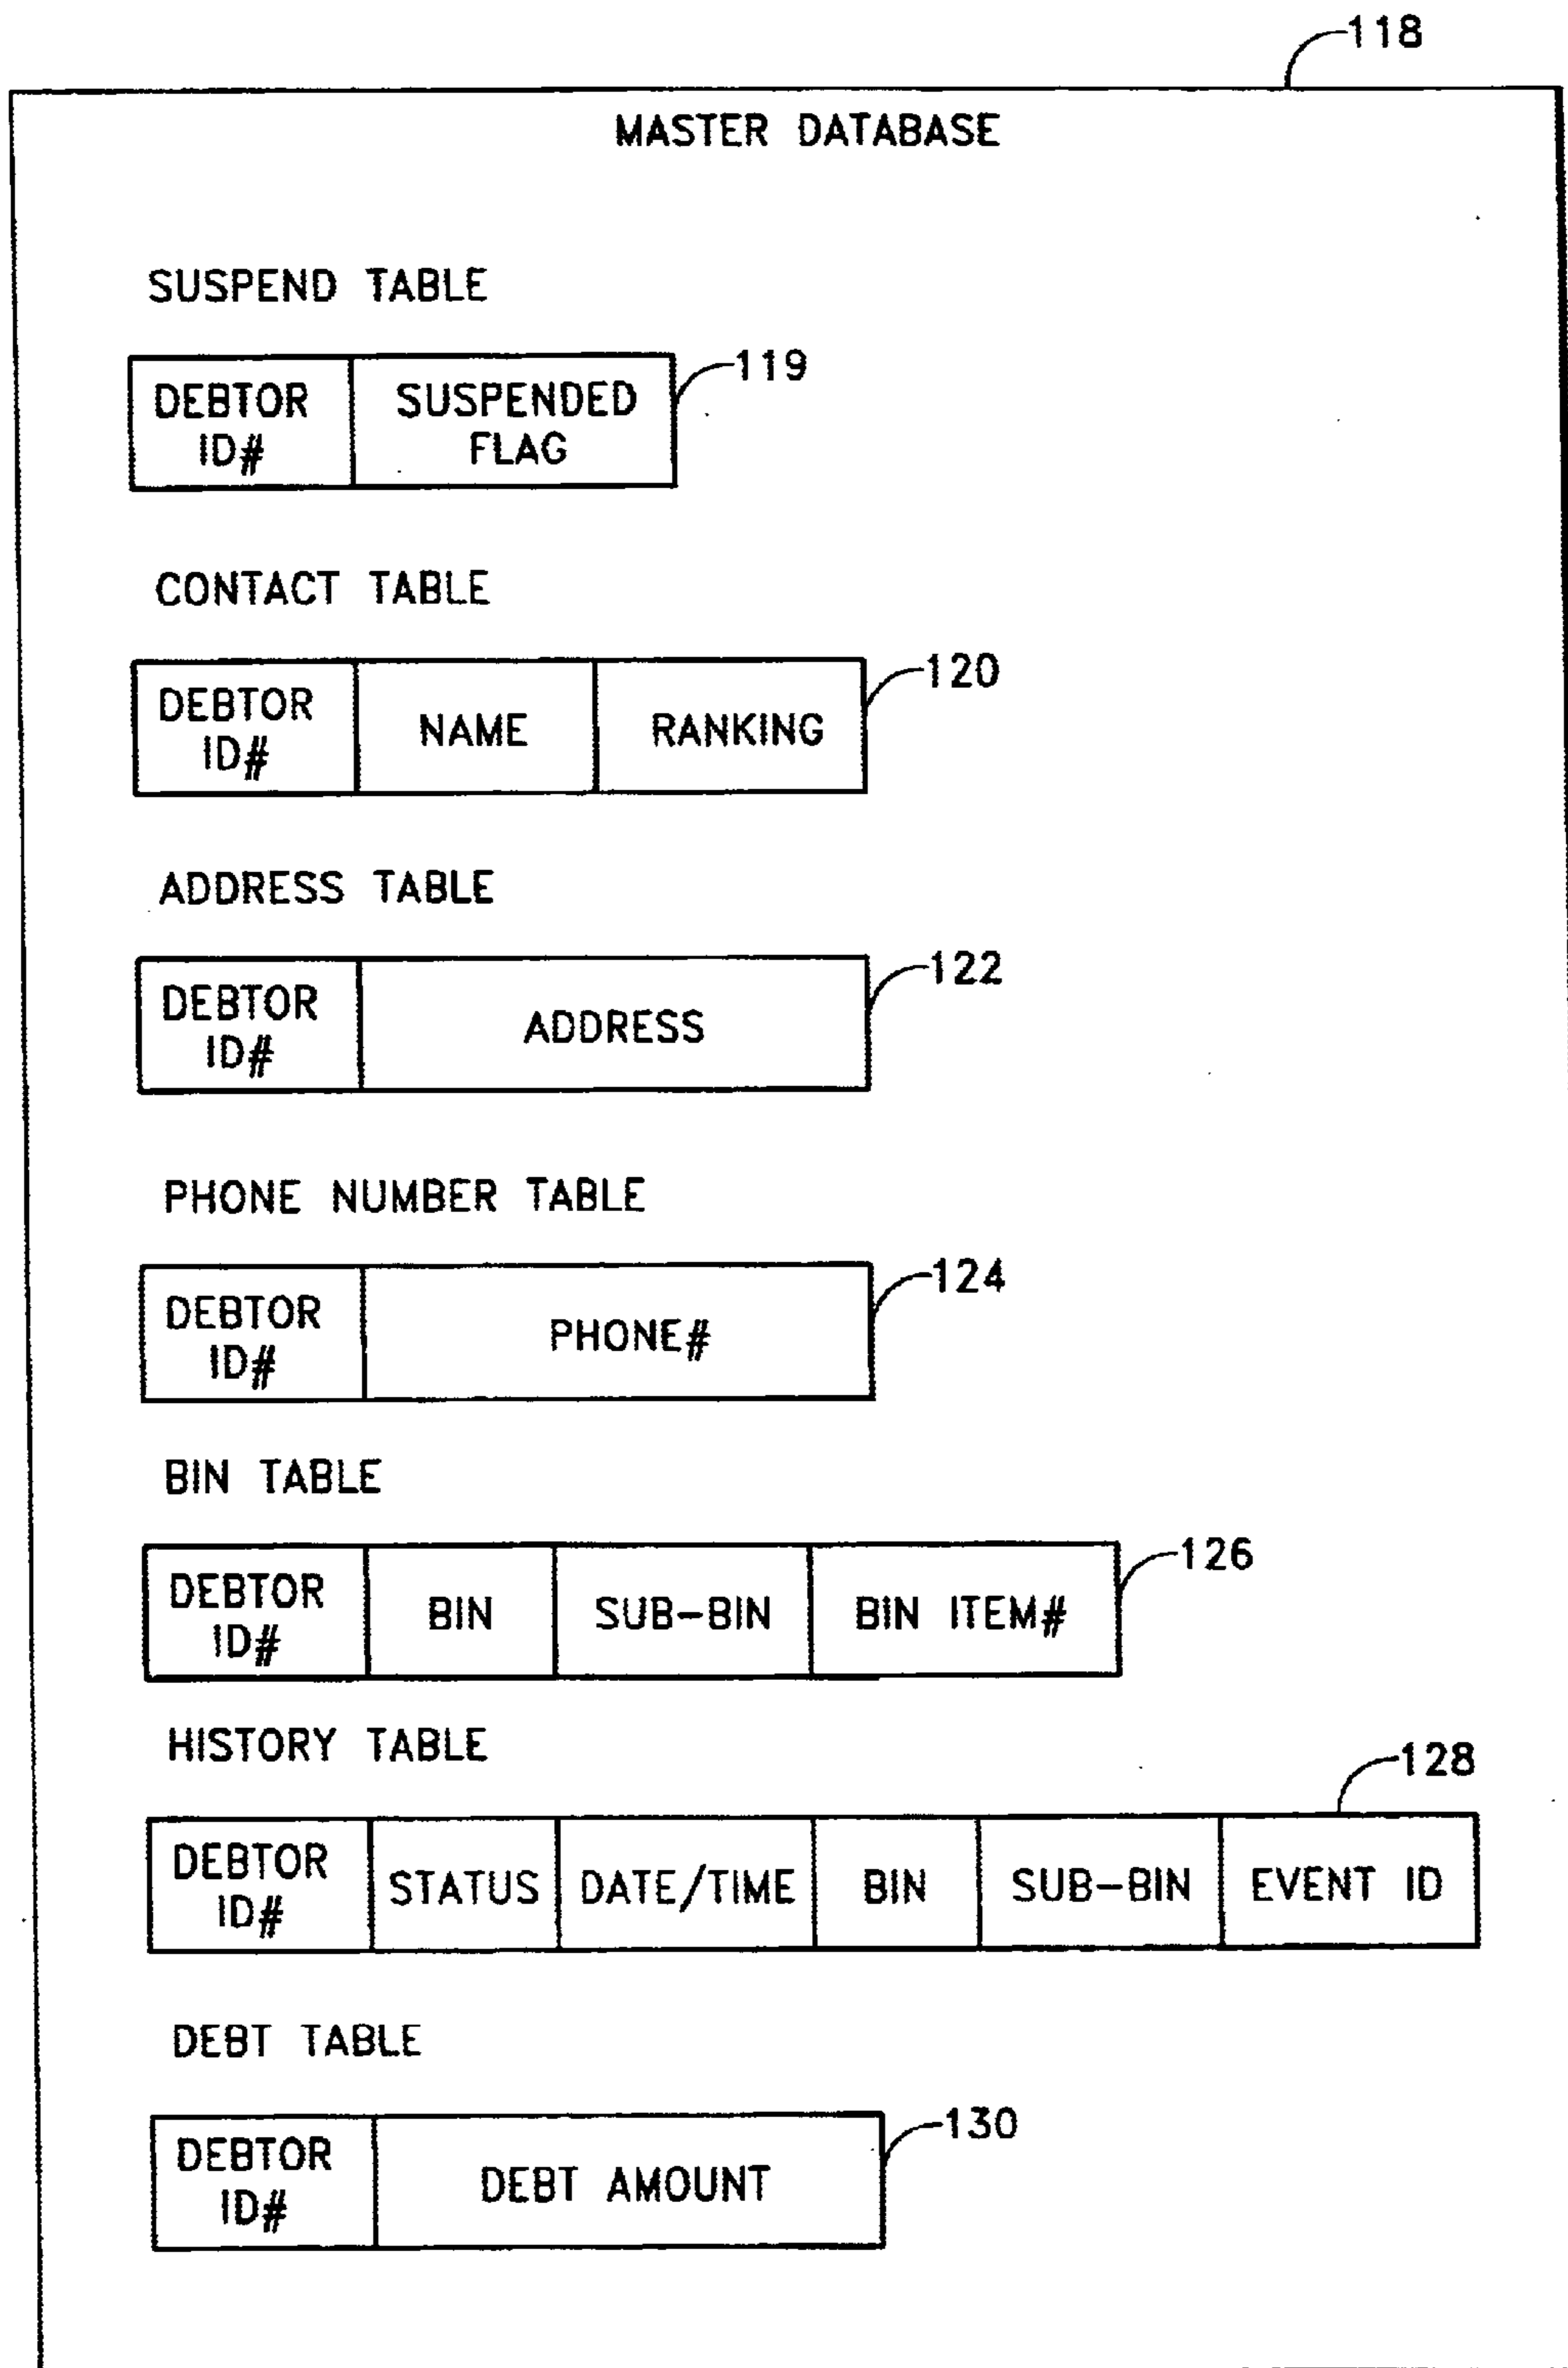 118
MASTER DATABASE
SUSPEND TABLE
119
DEBTOR ID#
SUSPENDED FLAG
CONTACT TABLE
120
DEBTOR ID#
NAME
RANKING
ADDRESS TABLE
122
DEBTOR ID#
ADDRESS
PHONE NUMBER TABLE
124
DEBTOR ID#
PHONE#
BIN TABLE
126
DEBTOR ID#
BIN
SUB-BIN
BIN ITEM#
HISTORY TABLE
128
DEBTOR ID#
STATUS
DATE/TIME
BIN
SUB-BIN
EVENT ID
DEBT TABLE
130
DEBTOR ID#
DEBT AMOUNT